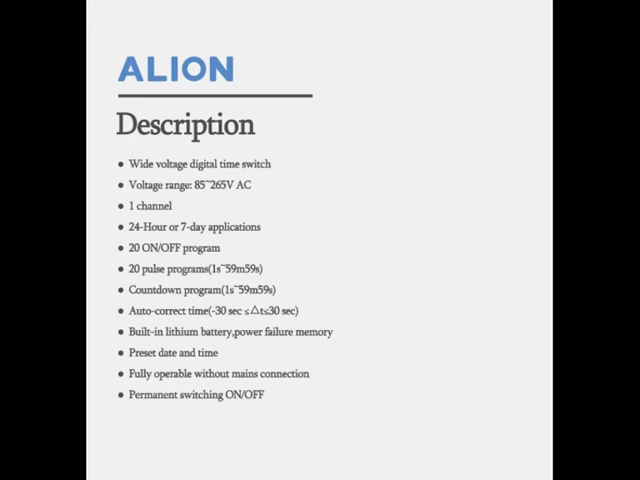 ALION
Description
● Wide voltage digital time switch
● Voltage range: 85~265V AC
● 1 channel
● 24-Hour or 7-day applications
● 20 ON/OFF program
● 20 pulse programs(1s~59m59s)
● Countdown program(1s~59m59s)
● Auto-correct time(-30 sec ≤△t≤30 sec)
● Built-in lithium battery,power failure memory
● Preset date and time
● Fully operable without mains connection
● Permanent switching ON/OFF